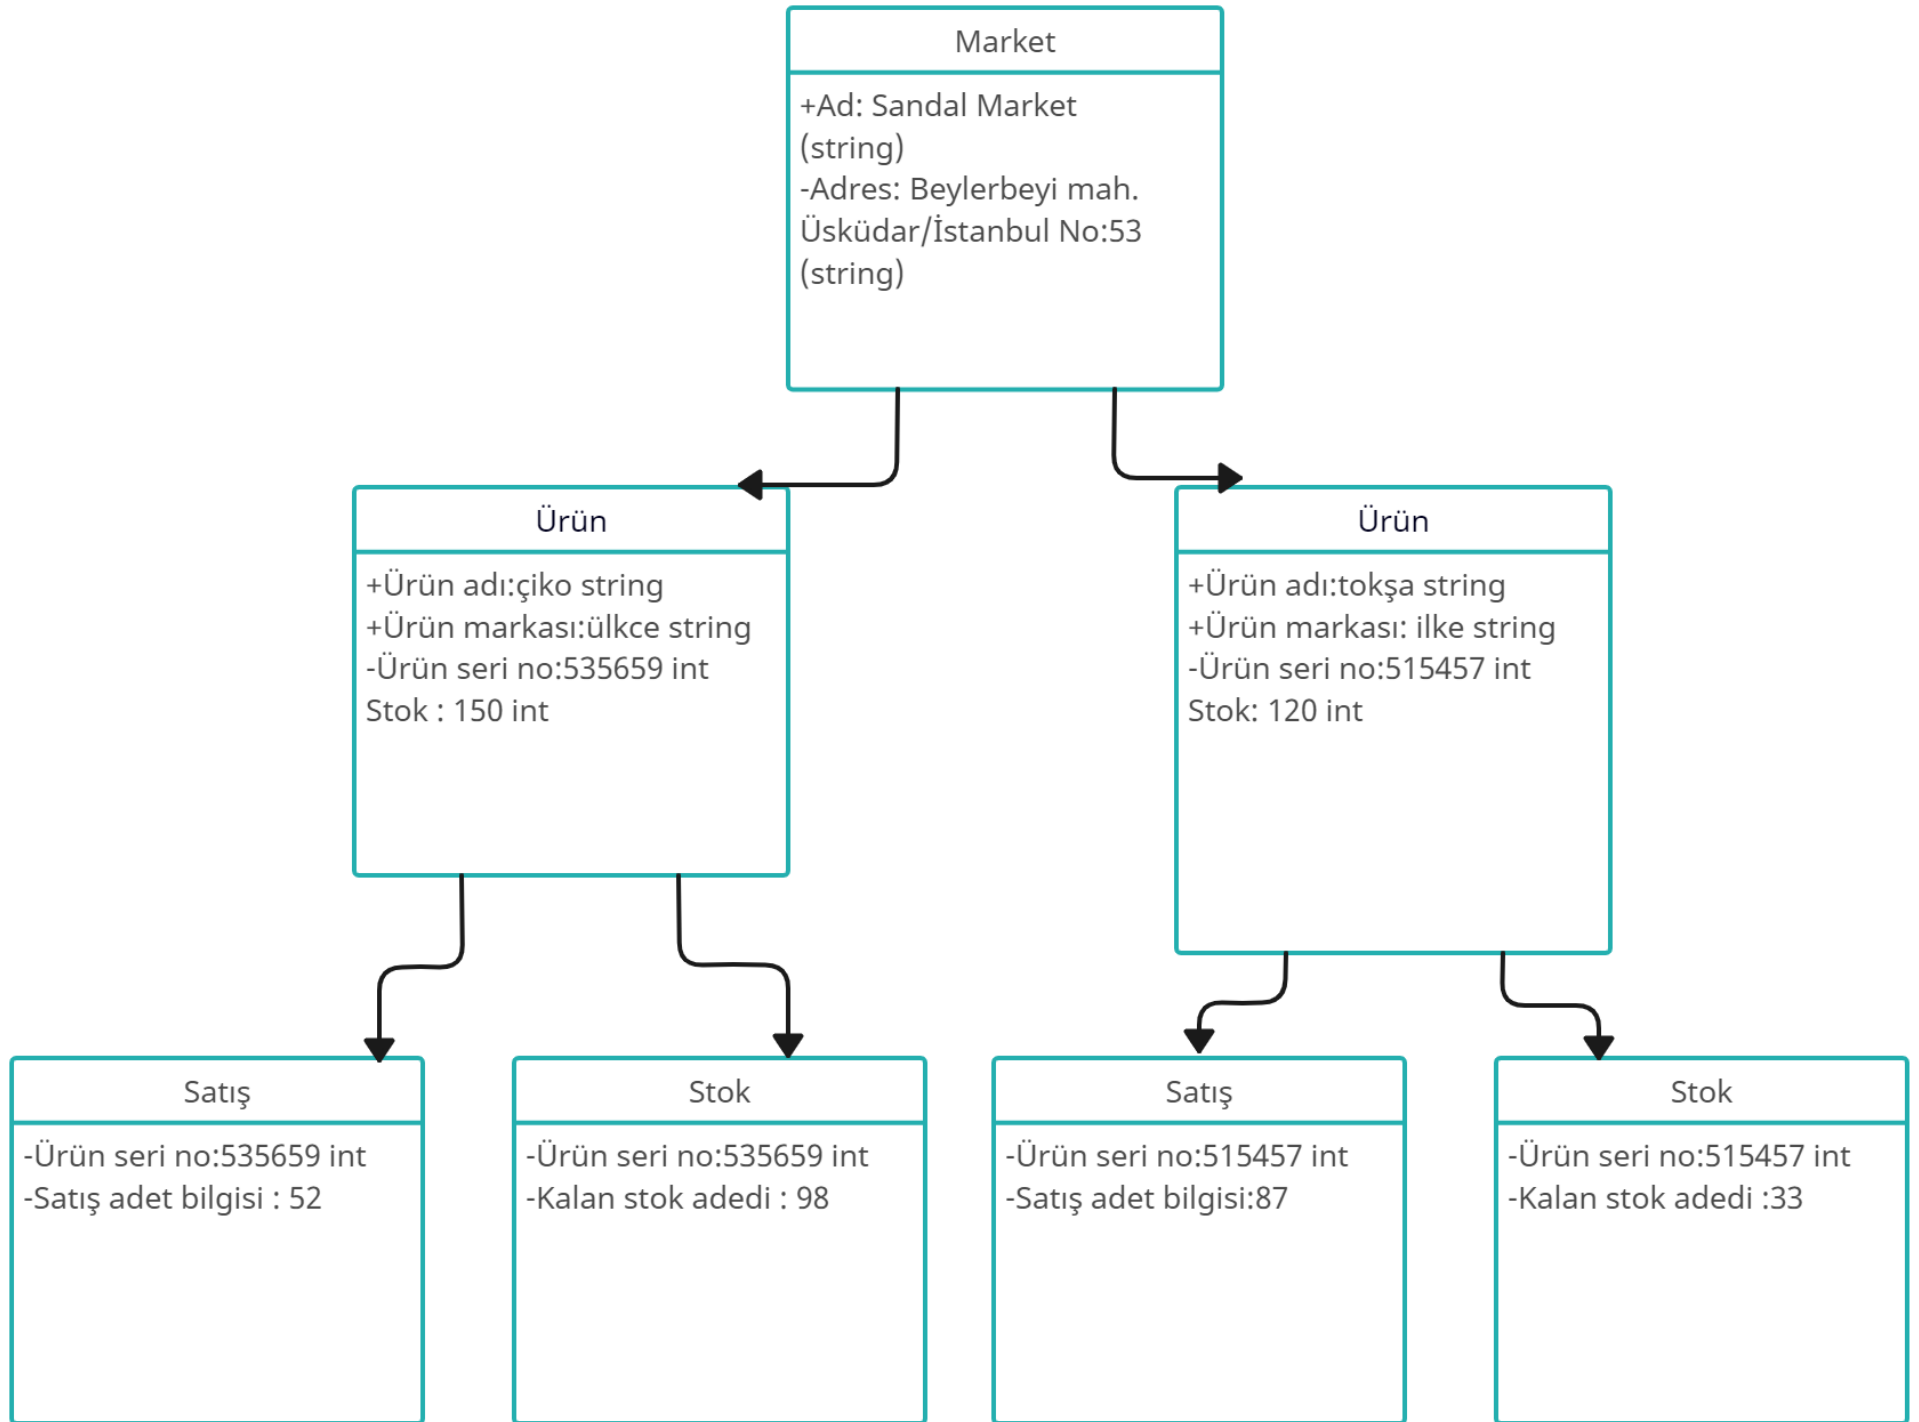 Market
+Ad: Sandal Market
(string)
-Adres: Beylerbeyi mah.
Üsküdar/İstanbul No:53
(string)
Ürün
+Ürün adı:çiko string
+Ürün markası:ülkce string
-Ürün seri no:535659 int
Stok : 150 int
Ürün
+Ürün adı:tokşa string
+Ürün markası: ilke string
-Ürün seri no:515457 int
Stok: 120 int
Satış
-Ürün seri no:535659 int
-Satış adet bilgisi : 52
Stok
-Ürün seri no:535659 int
-Kalan stok adedi : 98
Satış
-Ürün seri no:515457 int
-Satış adet bilgisi:87
Stok
-Ürün seri no:515457 int
-Kalan stok adedi :33